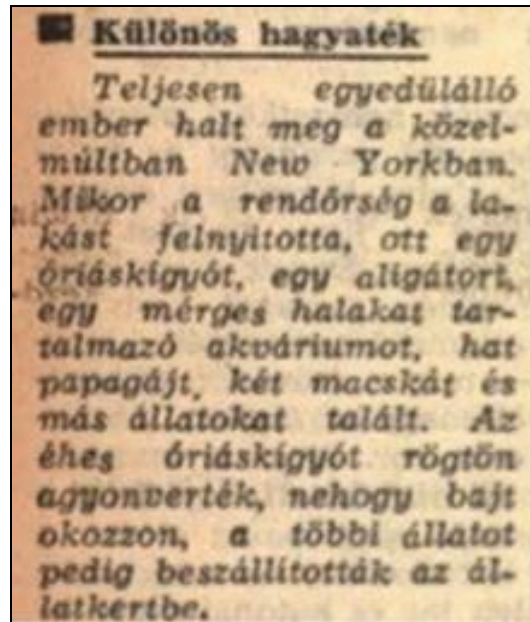 Különös hagyaték
Teljesen egyedülálló
ember halt meg a közel-
múltban New Yorkban.
Mikor a rendőrség a la-
kást felnyitotta, ott egy
óriáskígyót, egy aligátort,
egy mérges halakat tar-
talmazó akváriumot, hat
papagájt, két macskát és
más állatokat talált. Az
éhes óriáskígyót rögtön
agyonverték, nehogy bajt
okozzon, a többi állatot
pedig beszállították az ál-
latkertbe.